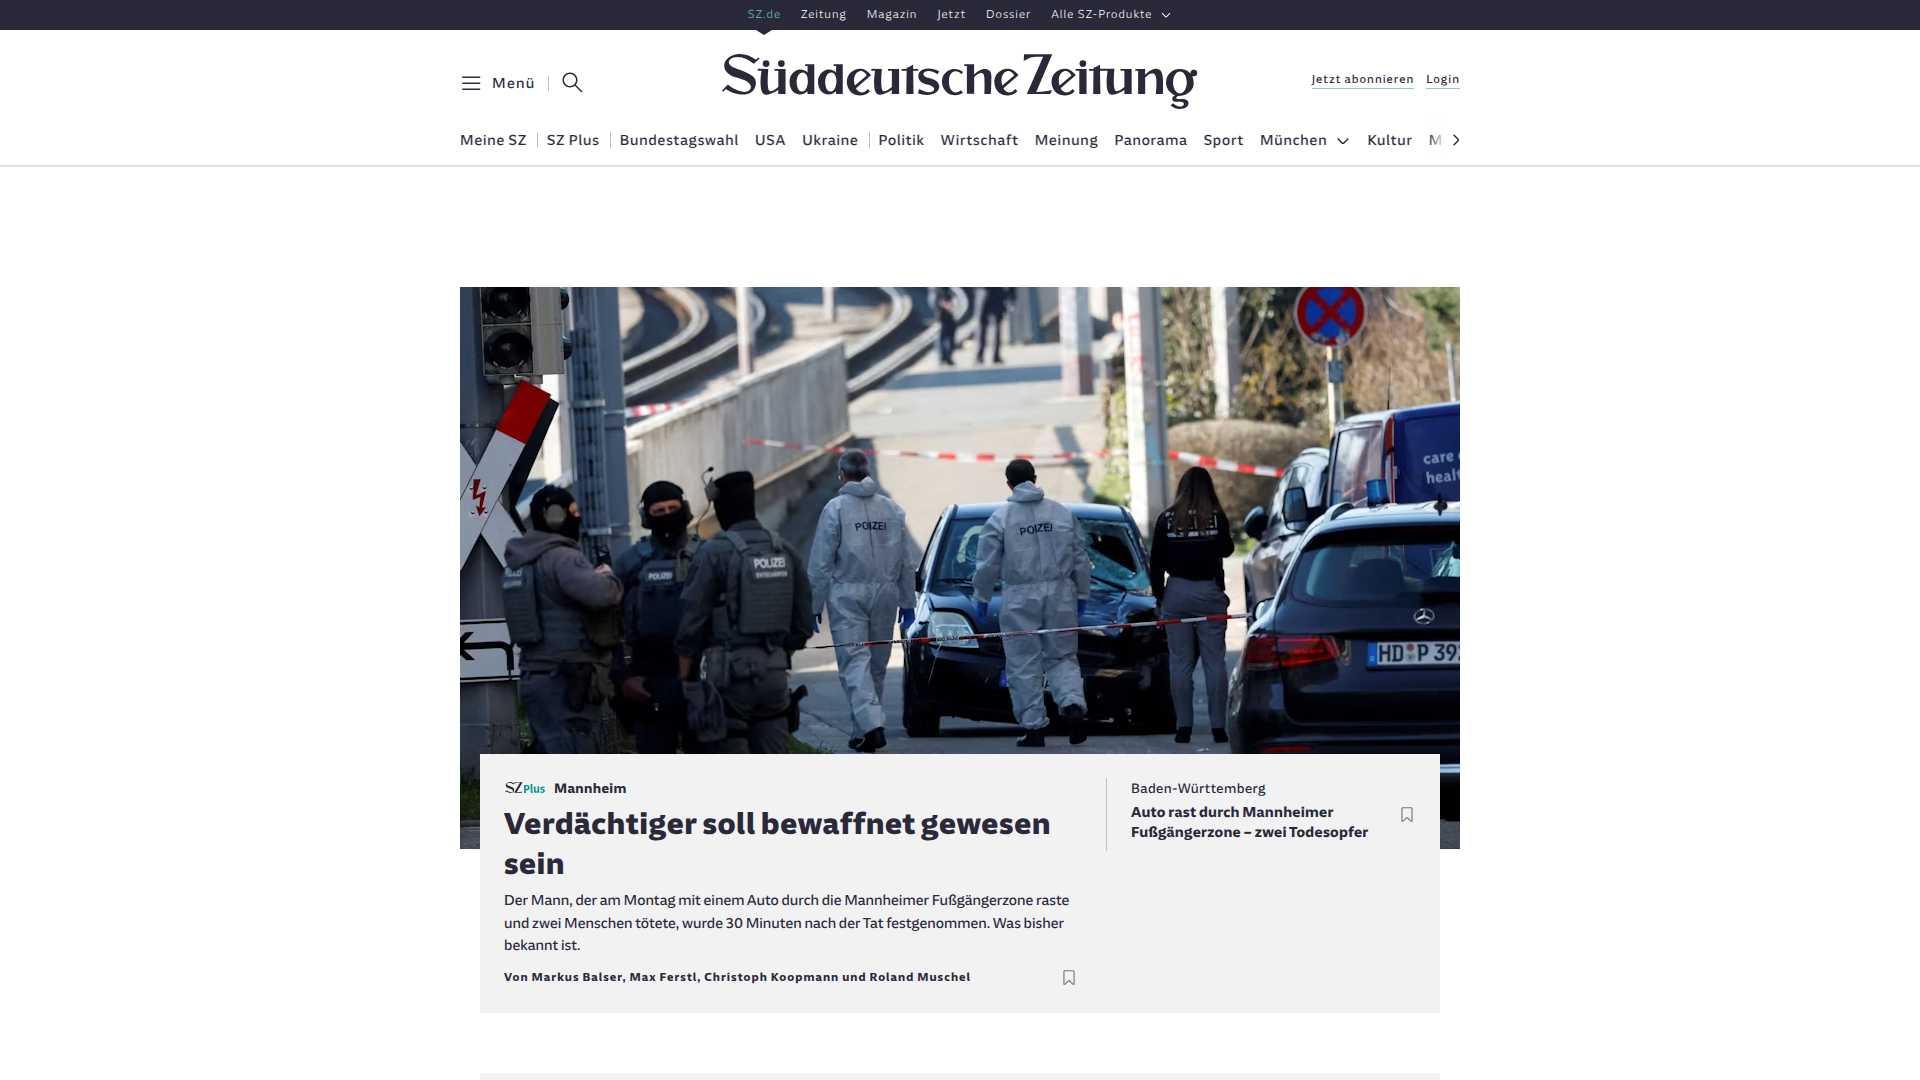 SZ.de Zeitung Magazin Jetzt Dossier Alle SZ-Produkte
Menü
Süddeutsche Zeitung
Jetzt abonnieren Login
Meine SZ SZ Plus Bundestagswahl USA Ukraine Politik Wirtschaft Meinung Panorama Sport München Kultur M
care
heal
POLIZEI
POLIZEI
POLIZEI
POLIZEI
HD P 39
SZ Plus Mannheim
Verdächtiger soll bewaffnet gewesen
sein
Der Mann, der am Montag mit einem Auto durch die Mannheimer Fußgängerzone raste
und zwei Menschen tötete, wurde 30 Minuten nach der Tat festgenommen. Was bisher
bekannt ist.
Von Markus Balser, Max Ferstl, Christoph Koopmann und Roland Muschel
Baden-Württemberg
Auto rast durch Mannheimer
Fußgängerzone – zwei Todesopfer